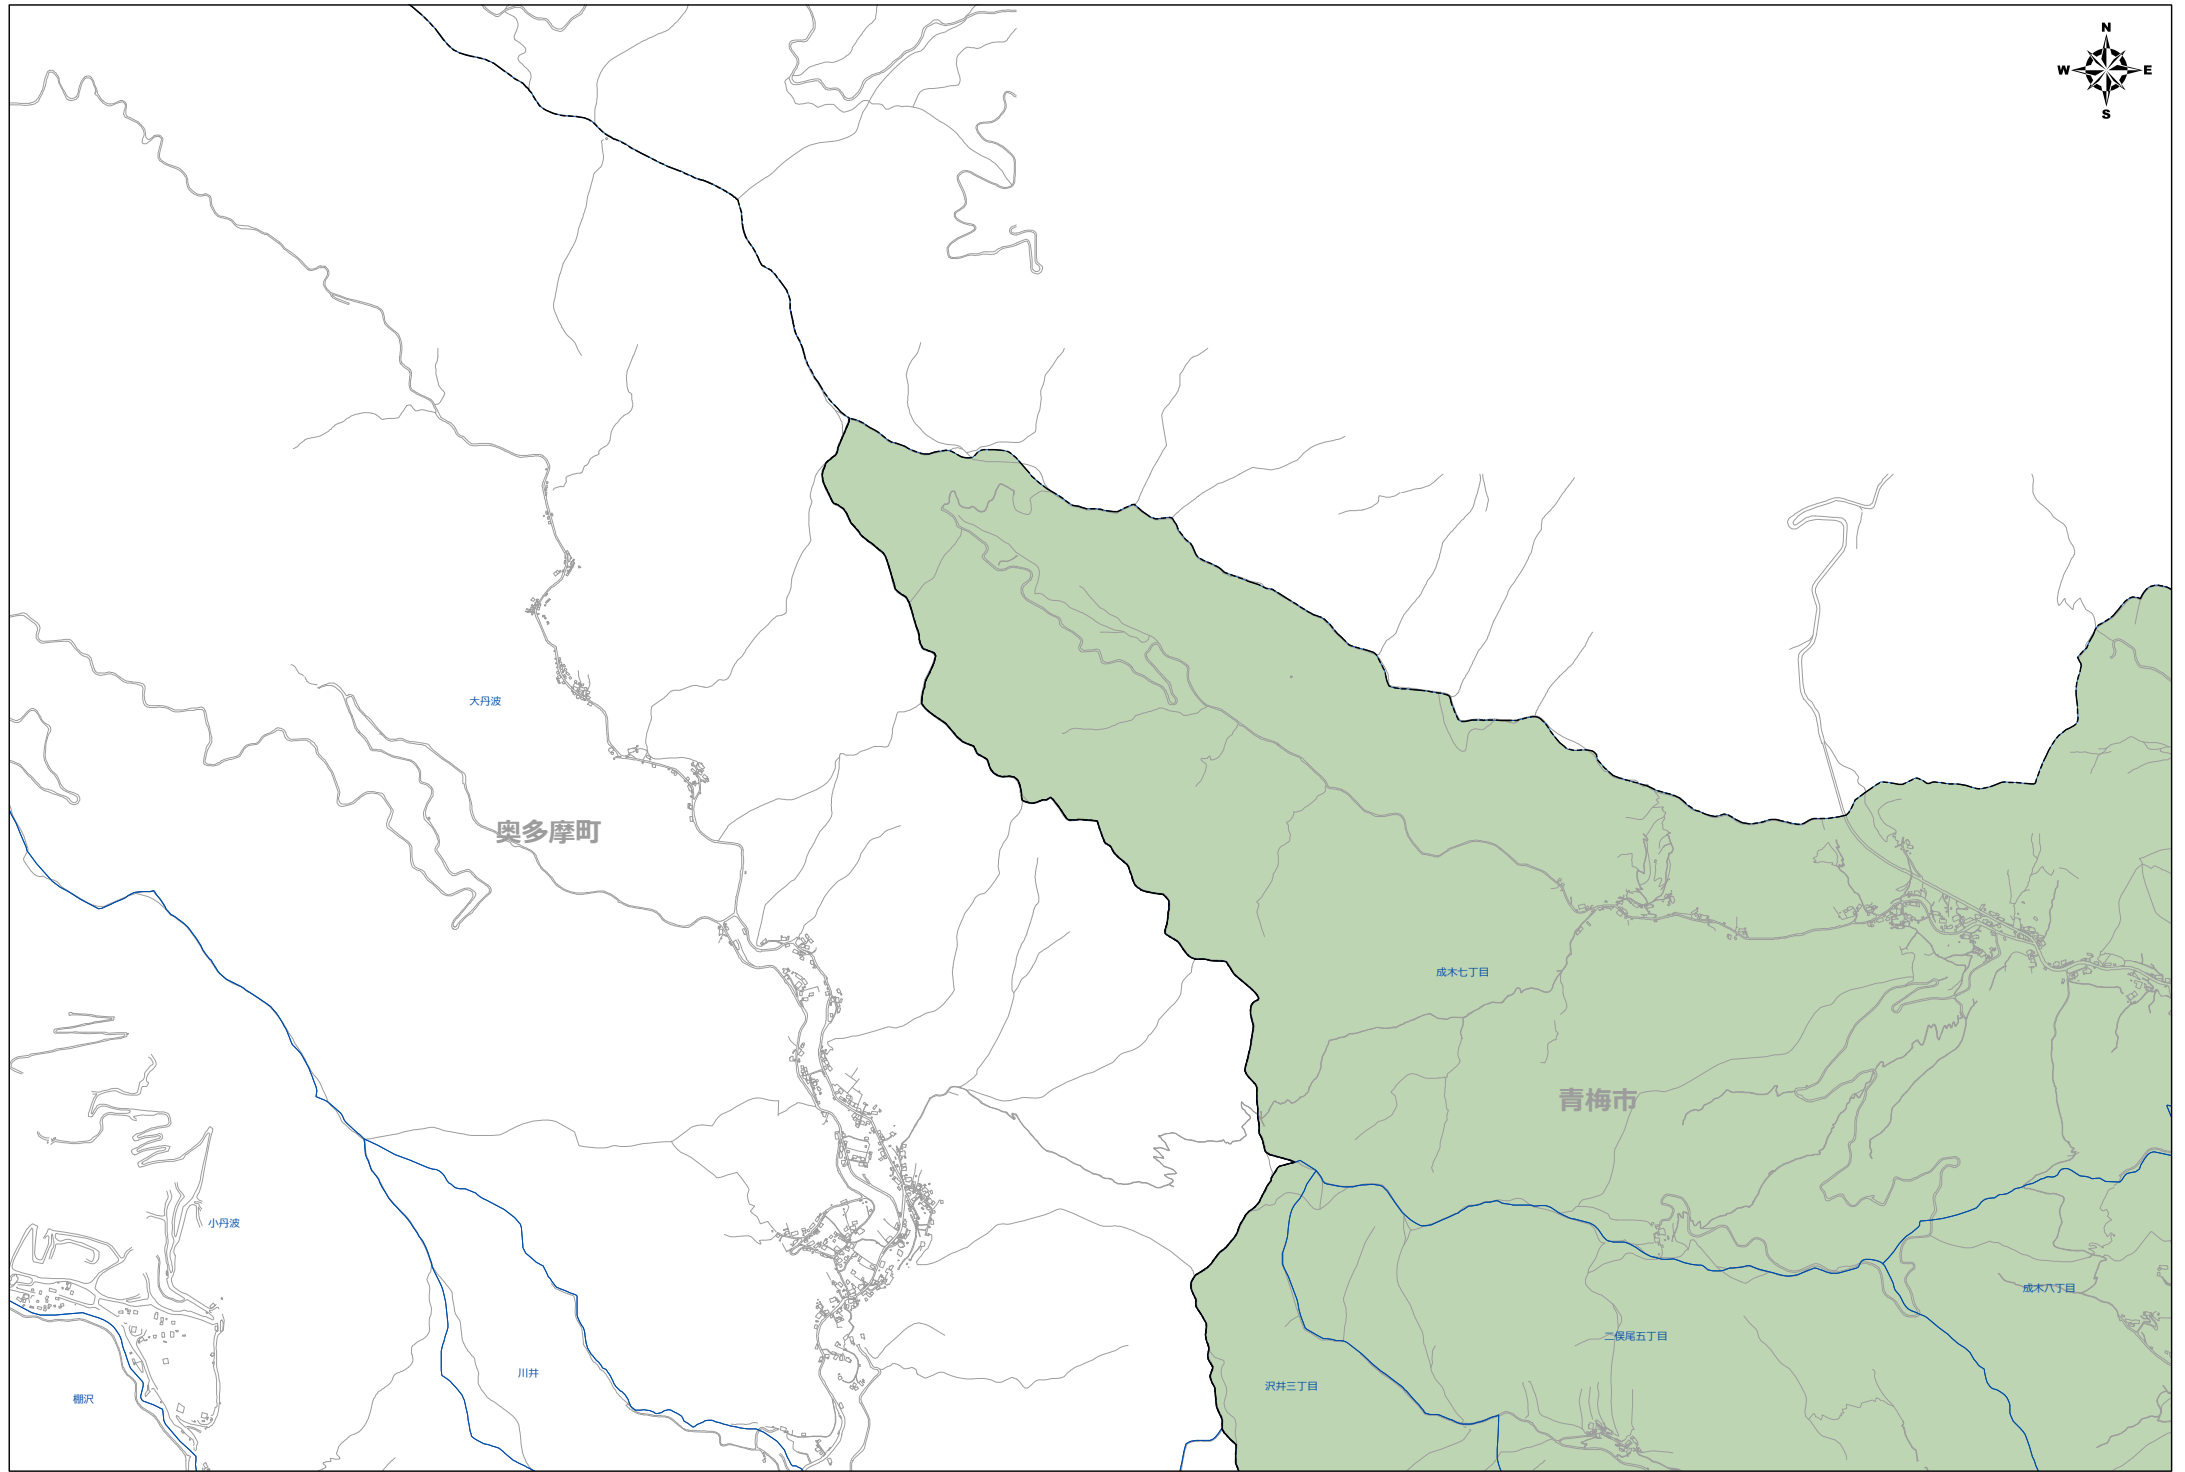 N
W E
S
大丹波
奥多摩町
成木七丁目
青梅市
小丹波
成木八丁目
二俣尾五丁目
川井
沢井三丁目
棚沢